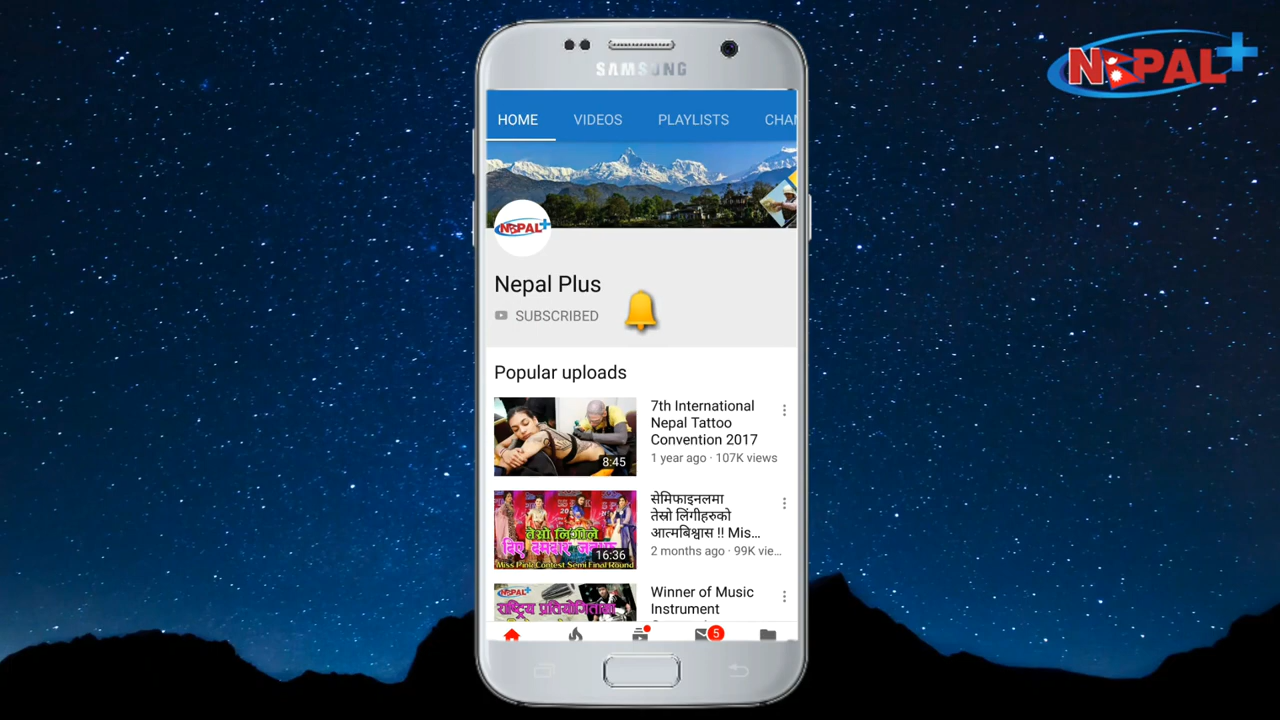 NEPAL+
SAMSUNG
HOME VIDEOS PLAYLISTS CHAN
NEPAL+
Nepal Plus
SUBSCRIBED
Popular uploads
7th International
Nepal Tattoo
Convention 2017
1 year ago · 107K views
8:45
सेमिफाइनलमा
तेस्रो लिंगीहरुको
आत्मबिश्वास !! Mis...
2 months ago · 99K vie...
तेस्रो लिंगीले
16:36
Miss Pink Contest Semi Final Round
Winner of Music
Instrument
NEPAL+
राष्ट्रिय प्रतियोगितामा
5